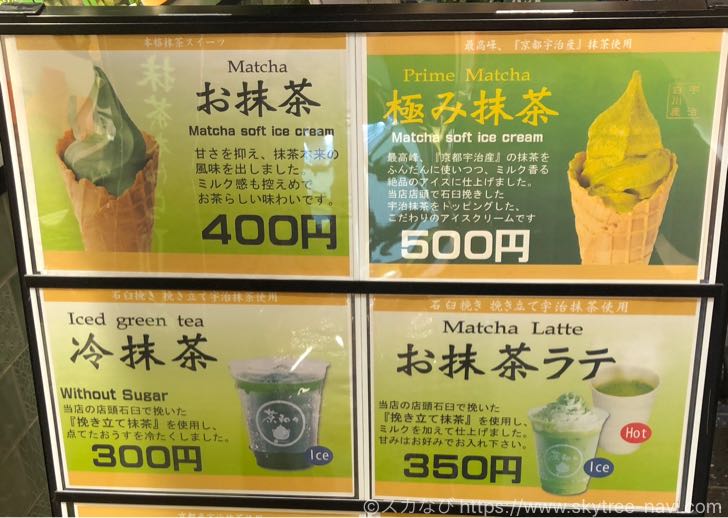 本格抹茶スイーツ
Matcha
お抹茶
Matcha soft ice cream
甘さを抑え、抹茶本来の
風味を出しました。
ミルク感も控えめで
お茶らしい味わいです。
400円
最高峰、『京都宇治産』抹茶使用
Prime Matcha
極み抹茶
宇治
白川産
Matcha soft ice cream
最高峰、『京都宇治産』の抹茶を
ふんだんに使いつつ、ミルク香る
絶品のアイスに仕上げました。
当店店頭で石臼挽きした
宇治抹茶をトッピングした、
こだわりのアイスクリームです
500円
石臼挽き 挽き立て宇治抹茶使用
Iced green tea
冷抹茶
Without Sugar
当店の店頭石臼で挽いた
『挽き立て抹茶』を使用し、
点てたおうすを冷たくしました。
300円
Ice
石臼挽き 挽き立て宇治抹茶使用
Matcha Latte
お抹茶ラテ
当店の店頭石臼で挽いた
『挽き立て抹茶』を使用し、
ミルクを加えて仕上げました。
甘みはお好みでお入れ下さい。
350円
Hot
Ice
©スカなび https://www.skytree-navi.com